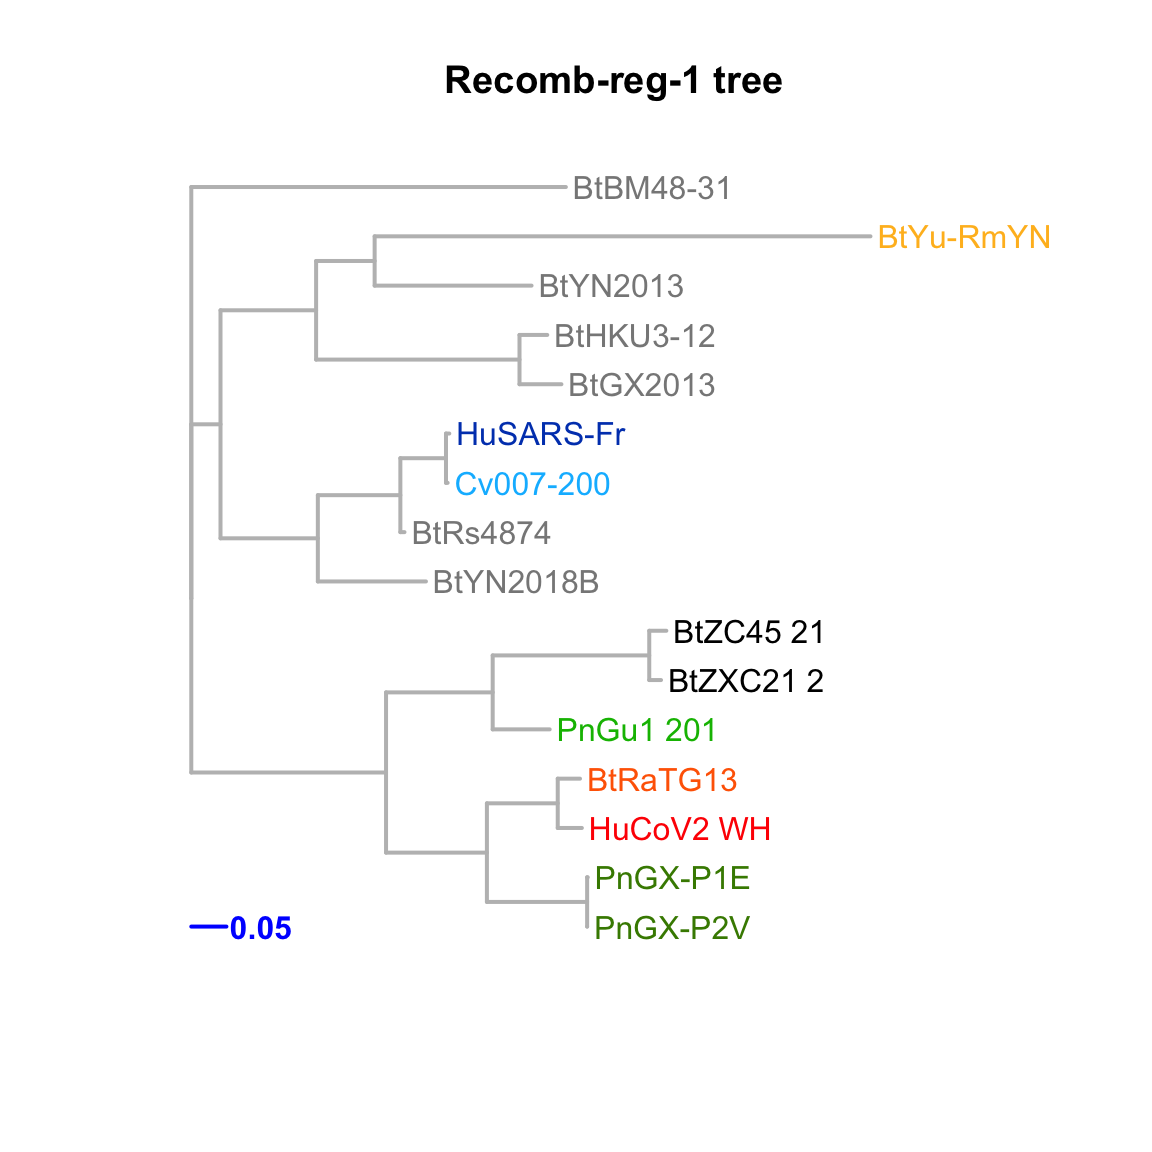 Recomb-reg-1 tree
BtBM48-31
BtYu-RmYN
BtYN2013
BtHKU3-12
BtGX2013
HuSARS-Fr
Cv007-200
BtRs4874
BtYN2018B
BtZC45 21
BtZXC21 2
PnGu1 201
BtRaTG13
HuCoV2 WH
PnGX-P1E
PnGX-P2V
0.05